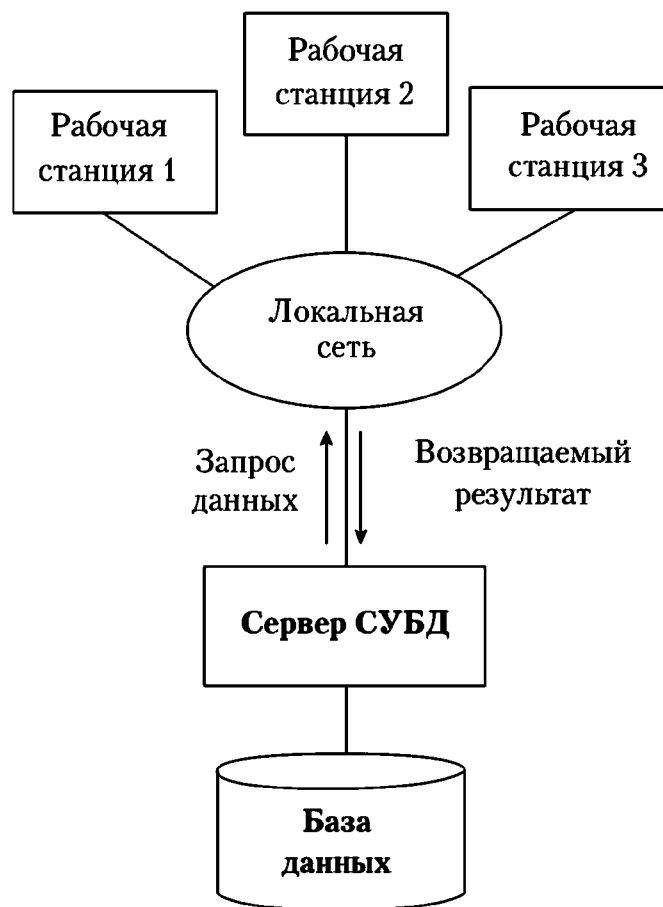 Рабочая
станция 1
Рабочая
станция 2
Рабочая
станция 3
Локальная
сеть
Запрос
данных
Возвращаемый
результат
Сервер СУБД
База
данных